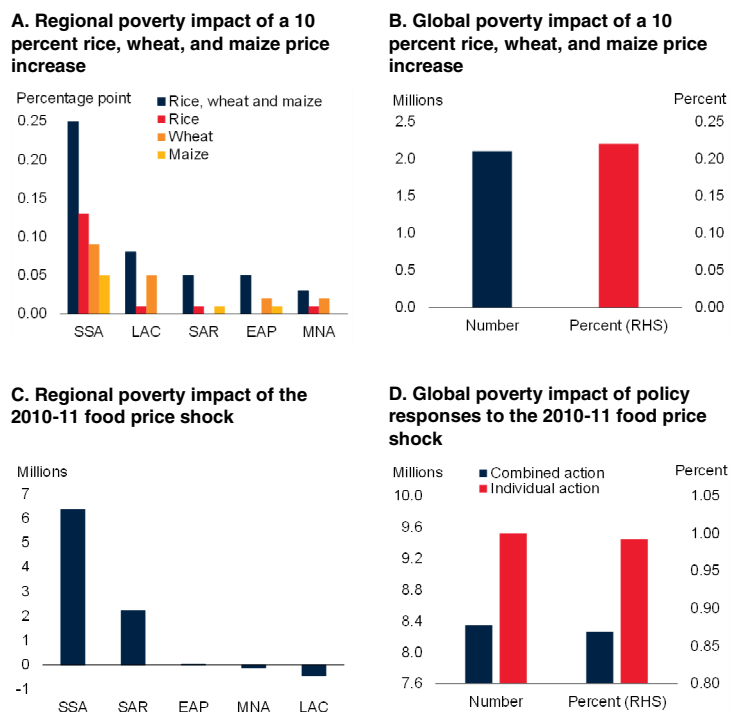 A. Regional poverty impact of a 10
percent rice, wheat, and maize price
increase
Percentage point
Rice, wheat and maize
Rice
Wheat
Maize
0.25
0.20
0.15
0.10
0.05
0.00
SSA LAC SAR EAP MNA
B. Global poverty impact of a 10
percent rice, wheat, and maize price
increase
Millions Percent
2.5 0.25
2.0 0.20
1.5 0.15
1.0 0.10
0.5 0.05
0.0 0.00
Number Percent (RHS)
C. Regional poverty impact of the
2010-11 food price shock
Millions
7
6
5
4
3
2
1
0
-1
SSA SAR EAP MNA LAC
D. Global poverty impact of policy
responses to the 2010-11 food price
shock
Millions Percent
Combined action
Individual action
10.0 1.05
9.6 1.00
9.2 0.95
8.8 0.90
8.4 0.85
8.0 0.80
7.6
Number Percent (RHS)